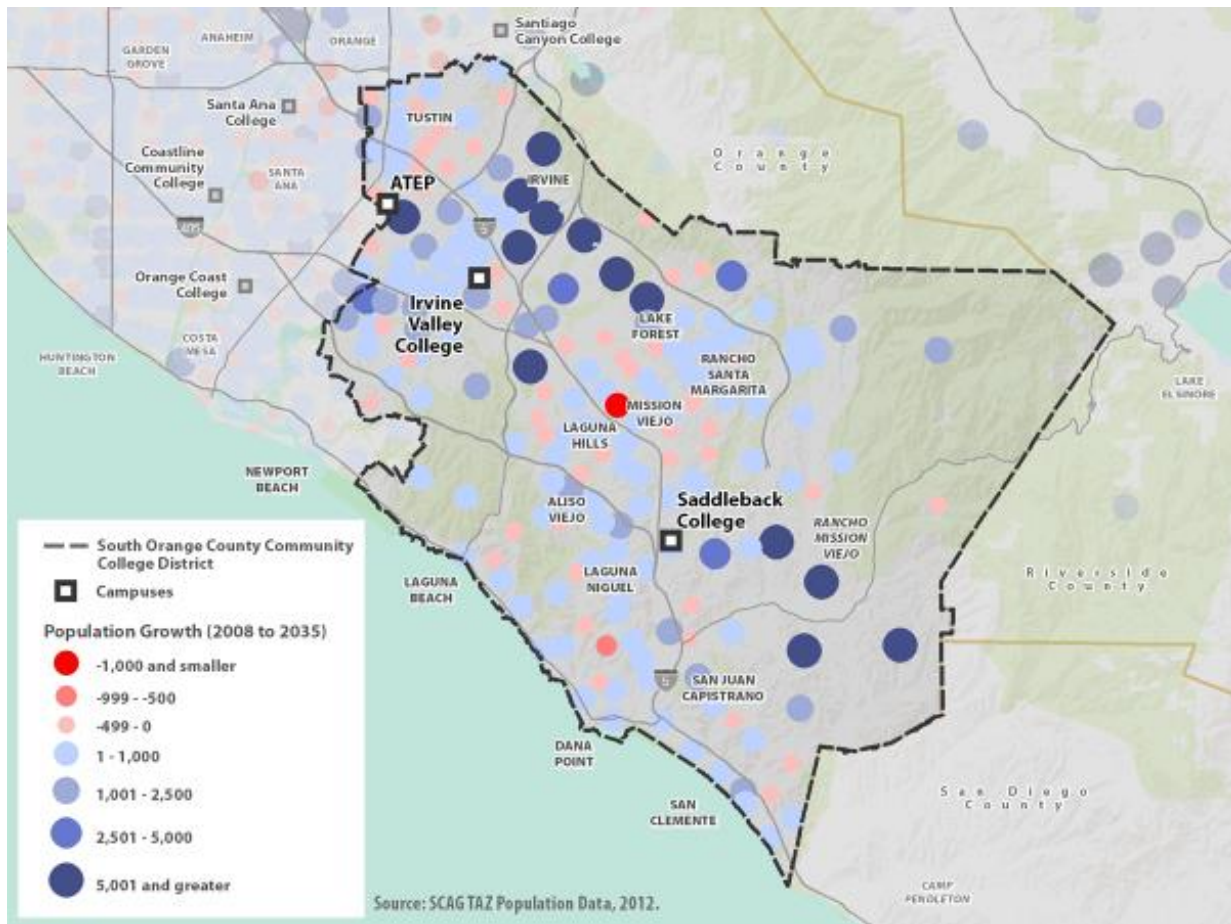 Santiago
Canyon College
ANAHEIM
ORANGE
GARDEN
GROVE
Santa Ana
College
TUSTIN
Coastline
Community
College
SANTA
ANA
ATEP
IRVINE
Orange
County
405
5
Orange Coast
College
Irvine
Valley
College
LAKE
FOREST
COSTA
MESA
HUNTINGTON
BEACH
RANCHO
SANTA
MARGARITA
LAKE
ELSINORE
MISSION
VIEJO
LAGUNA
HILLS
NEWPORT
BEACH
ALISO
VIEJO
Saddleback
College
RANCHO
MISSION
VIEJO
LAGUNA
NIGUEL
LAGUNA
BEACH
Riverside
County
5
SAN JUAN
CAPISTRANO
DANA
POINT
SAN
CLEMENTE
San Diego
County
CAMP
PENDLETON
South Orange County Community
College District
Campuses
Population Growth (2008 to 2035)
-1,000 and smaller
-999 - -500
-499 - 0
1 - 1,000
1,001 - 2,500
2,501 - 5,000
5,001 and greater
Source: SCAG TAZ Population Data, 2012.